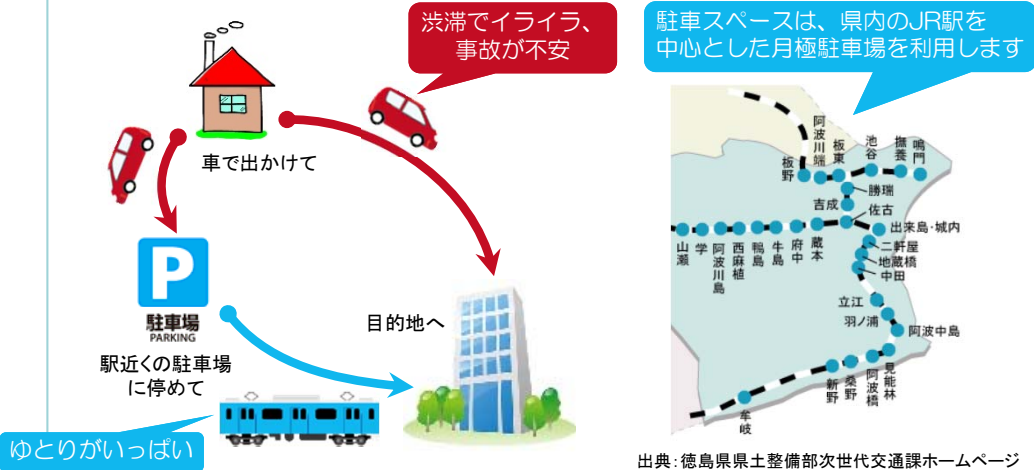 渋滞でイライラ、
事故が不安
車で出かけて
P
駐車場
PARKING
駅近くの駐車場
に停めて
目的地へ
ゆとりがいっぱい
駐車スペースは、県内のJR駅を
中心とした月極駐車場を利用します
板野
阿波川端
板東
池谷
撫養
鳴門
勝瑞
吉成
佐古
出来島・城内
二軒屋
地蔵橋
中田
山瀬
学
阿波川島
西麻植
鴨島
牛島
府中
蔵本
立江
羽ノ浦
阿波中島
見能林
阿波橘
桑野
新野
牟岐
出典:徳島県県土整備部次世代交通課ホームページ